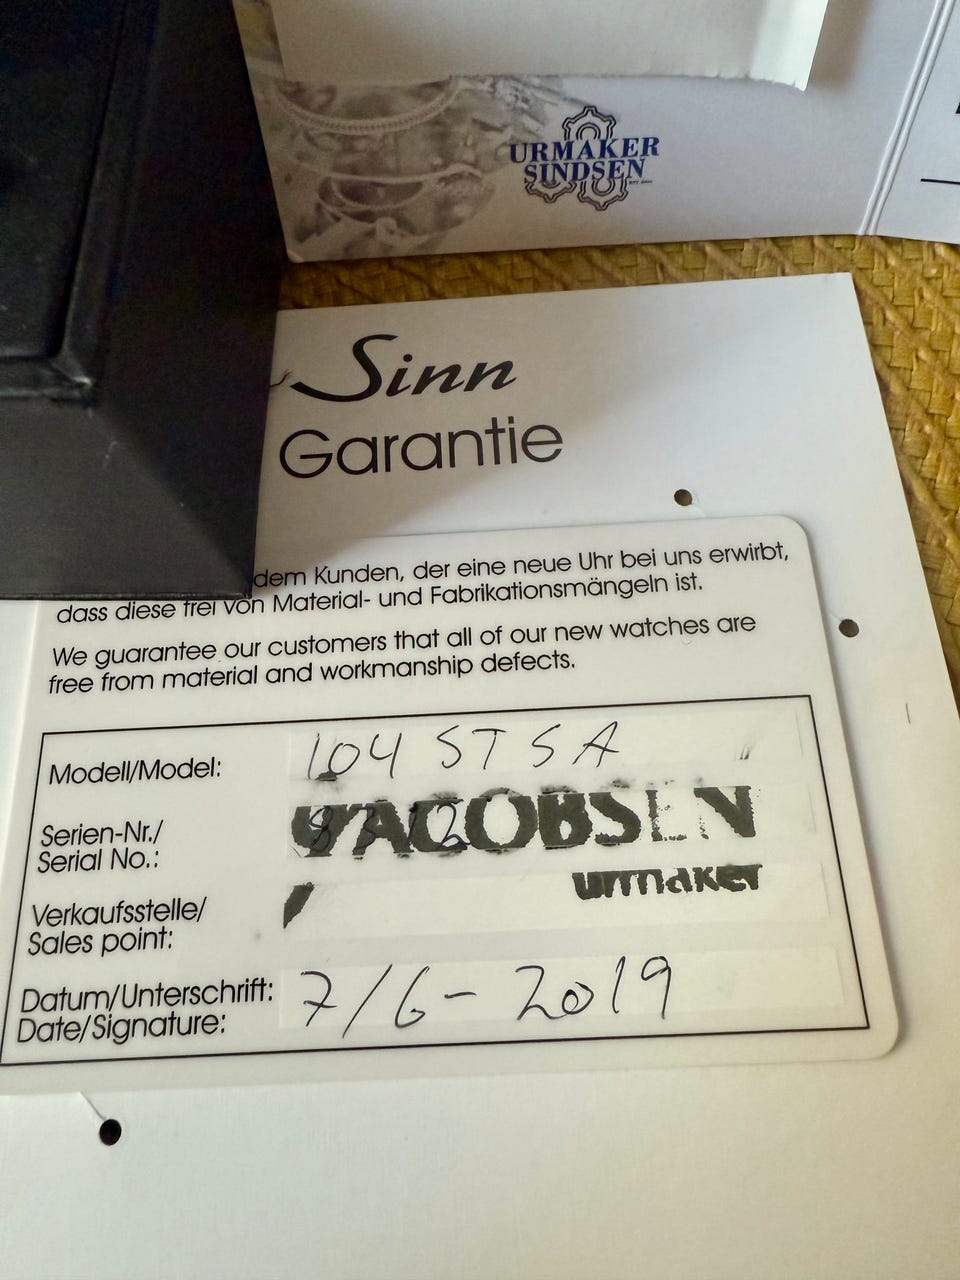 URMAKER
SINDSEN
Sinn
Garantie
dem Kunden, der eine neue Uhr bei uns erwirbt,
dass diese frei von Material- und Fabrikationsmängeln ist.
We guarantee our customers that all of our new watches are
free from material and workmanship defects.
Modell/Model: 104 ST S A
Serien-Nr./
Serial No.:
JACOBSEN
urmaker
Verkaufsstelle/
Sales point:
Datum/Unterschrift: 7/6-2019
Date/Signature: